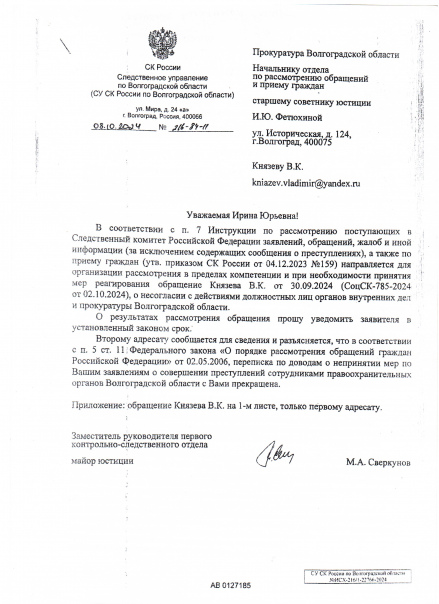 СК России
Следственное управление
по Волгоградской области
(СУ СК России по Волгоградской области)
ул. Мира, д. 24 «а»
г. Волгоград, Россия, 400066
08.10.2024 № 216-84-11
Прокуратура Волгоградской области
Начальнику отдела
по рассмотрению обращений
и приему граждан
старшему советнику юстиции
И.Ю. Фетюхиной
ул. Историческая, д. 124,
г.Волгоград, 400075
Князеву В.К.
kniazev.vladimir@yandex.ru
Уважаемая Ирина Юрьевна!
В соответствии с п. 7 Инструкции по рассмотрению поступающих в
Следственный комитет Российской Федерации заявлений, обращений, жалоб и иной
информации (за исключением содержащих сообщения о преступлениях), а также по
приему граждан (утв. приказом СК России от 04.12.2023 №159) направляется для
организации рассмотрения в пределах компетенции и при необходимости принятия
мер реагирования обращение Князева В.К. от 30.09.2024 (СоцСК-785-2024
от 02.10.2024), о несогласии с действиями должностных лиц органов внутренних дел
и прокуратуры Волгоградской области.
О результатах рассмотрения обращения прошу уведомить заявителя в
установленный законом срок.
Второму адресату сообщается для сведения и разъясняется, что в соответствии
с п. 5 ст. 11 Федерального закона «О порядке рассмотрения обращений граждан
Российской Федерации» от 02.05.2006, переписка по доводам о непринятии мер по
Вашим заявлениям о совершении преступлений сотрудниками правоохранительных
органов Волгоградской области с Вами прекращена.
Приложение: обращение Князева В.К. на 1-м листе, только первому адресату.
Заместитель руководителя первого
контрольно-следственного отдела
майор юстиции
М.А. Сверкунов
АВ 0127185
СУ СК России по Волгоградской области